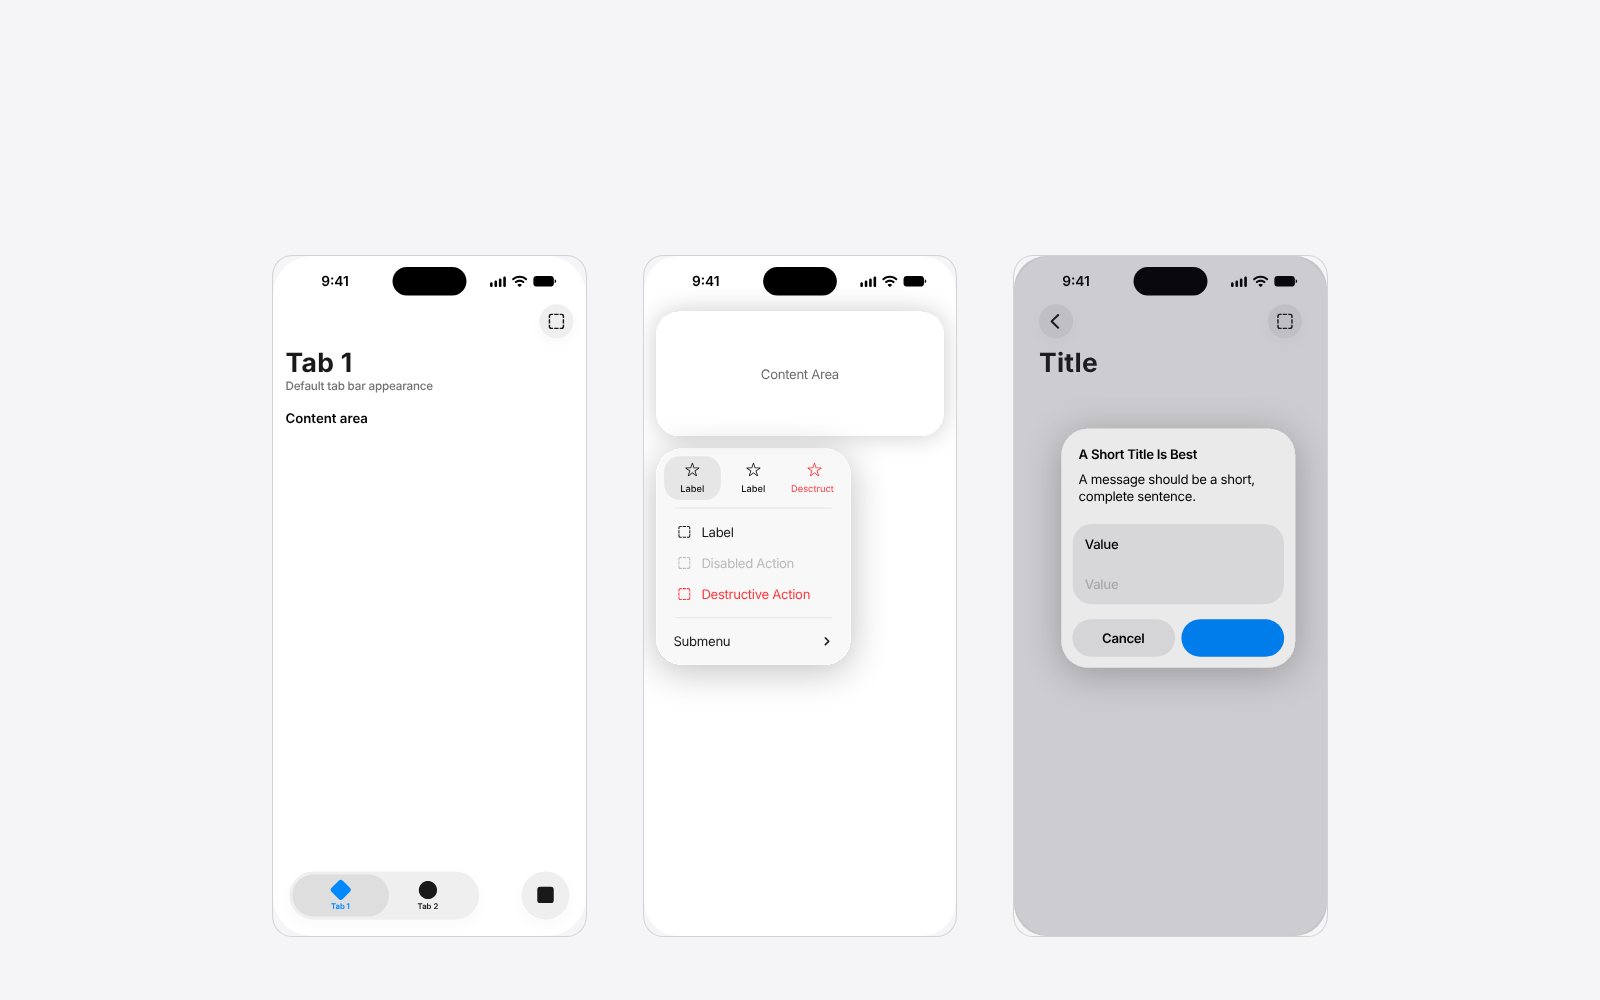 9:41
Tab 1
Default tab bar appearance
Content area
Tab 1
Tab 2
9:41
Content Area
Label
Label
Desctruct
Label
Disabled Action
Destructive Action
Submenu
9:41
Title
A Short Title Is Best
A message should be a short,
complete sentence.
Value
Value
Cancel